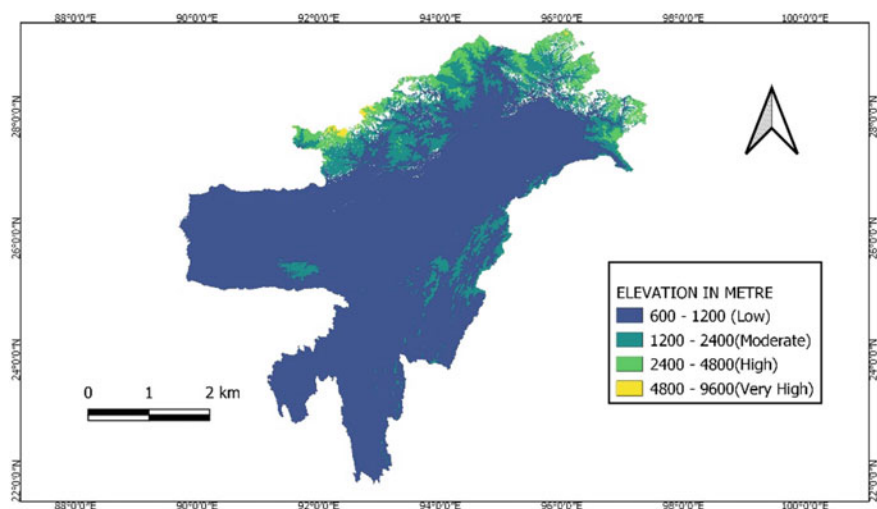 88°0'0"E 90°0'0"E 92°0'0"E 94°0'0"E 96°0'0"E 98°0'0"E 100°0'0"E
28°0'0"N 28°0'0"N
26°0'0"N 26°0'0"N
24°0'0"N 24°0'0"N
22°0'0"N 22°0'0"N
ELEVATION IN METRE
600 - 1200 (Low)
1200 - 2400(Moderate)
2400 - 4800(High)
4800 - 9600(Very High)
0 1 2 km
88°0'0"E 90°0'0"E 92°0'0"E 94°0'0"E 96°0'0"E 98°0'0"E 100°0'0"E